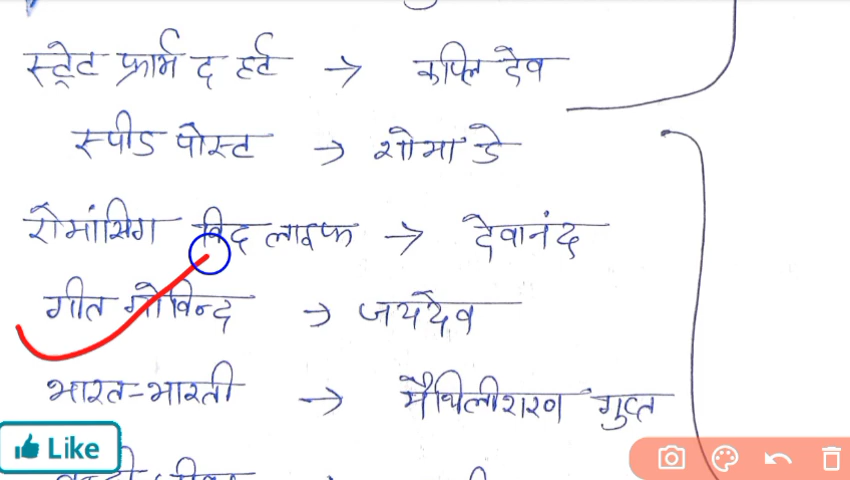 स्ट्रेट फ्रार्म द हर्ट → कपिल देव
स्पीड पोस्ट → शोभा डे
रोमांसिग विद लाइफ → देवानंद
गीत गोविन्द → जयदेव
भारत-भारती → मैथिलीशरण गुप्त
Like